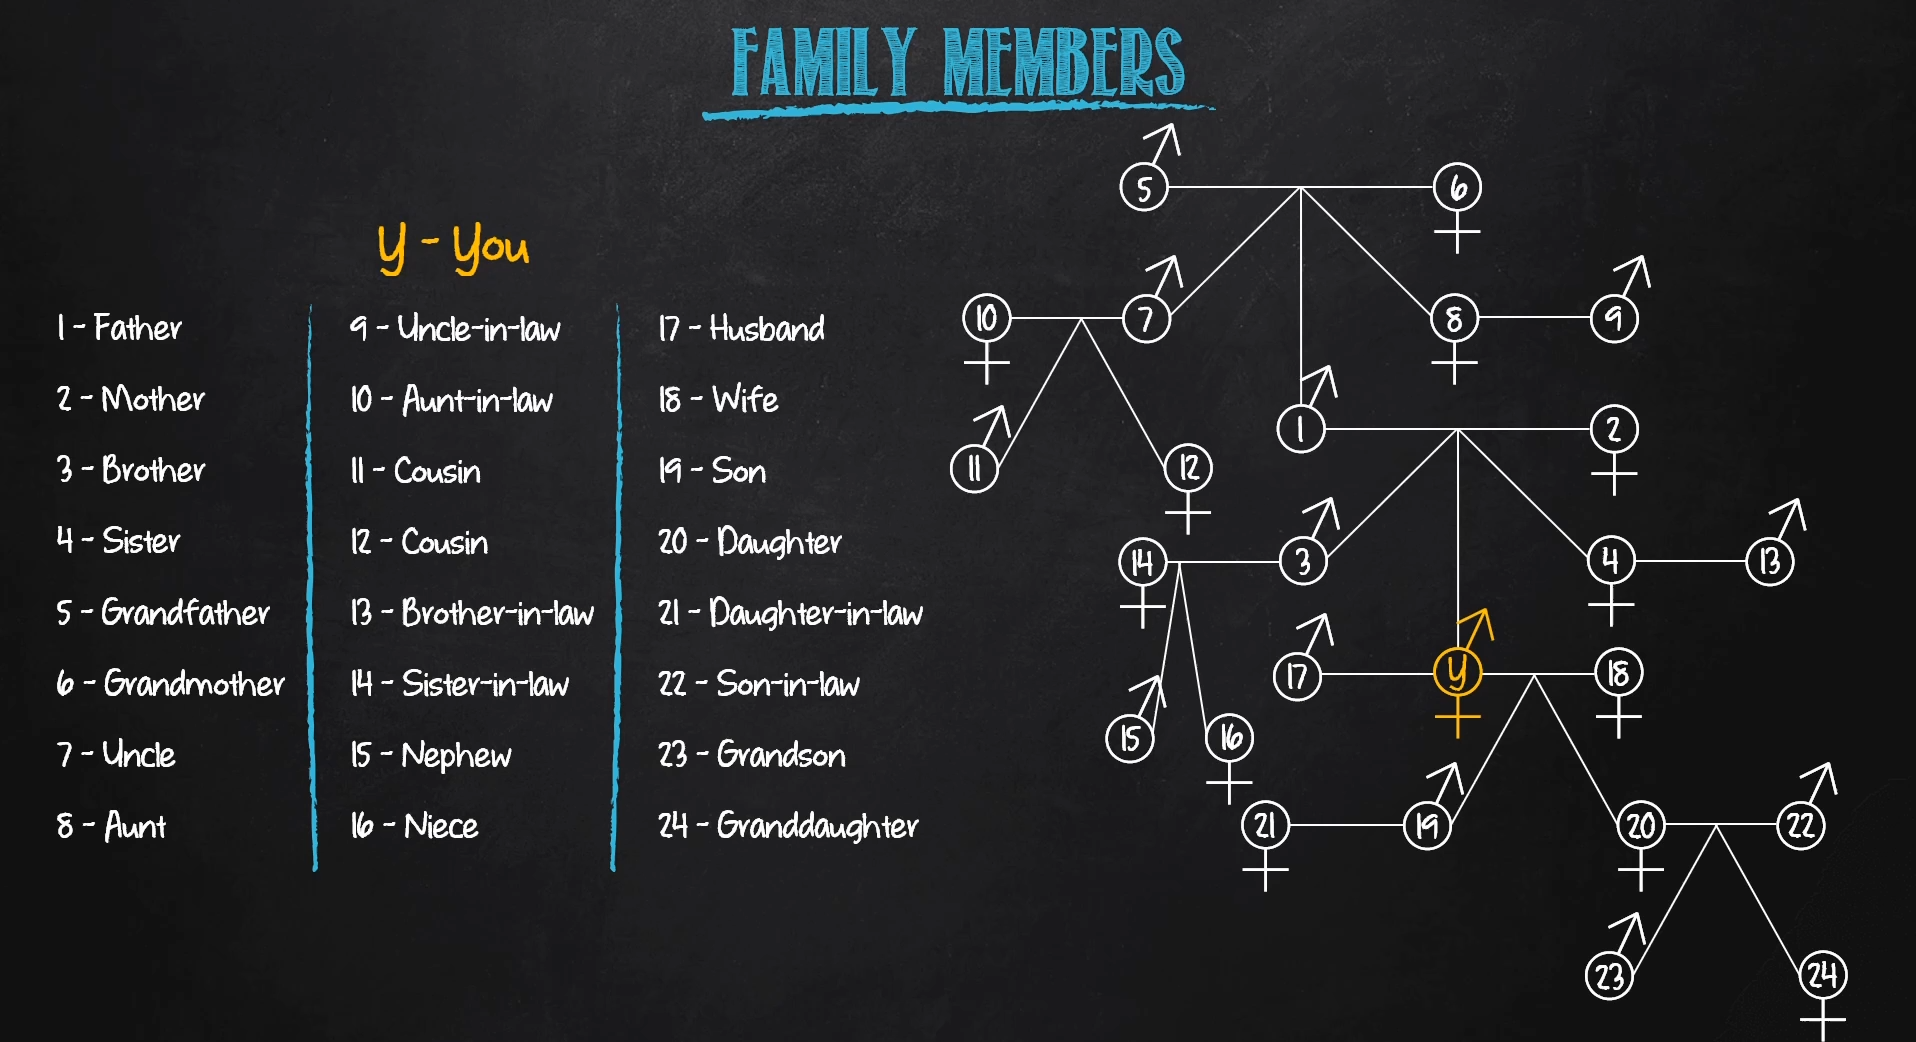 FAMILY MEMBERS
y - You
1 - Father
2 - Mother
3 - Brother
4 - Sister
5 - Grandfather
6 - Grandmother
7 - Uncle
8 - Aunt
9 - Uncle-in-law
10 - Aunt-in-law
11 - Cousin
12 - Cousin
13 - Brother-in-law
14 - Sister-in-law
15 - Nephew
16 - Niece
17 - Husband
18 - Wife
19 - Son
20 - Daughter
21 - Daughter-in-law
22 - Son-in-law
23 - Grandson
24 - Granddaughter
5 6
10 7 8 9
1 2
11 12
14 3 4 13
17 y 18
15 16
21 19 20 22
23 24